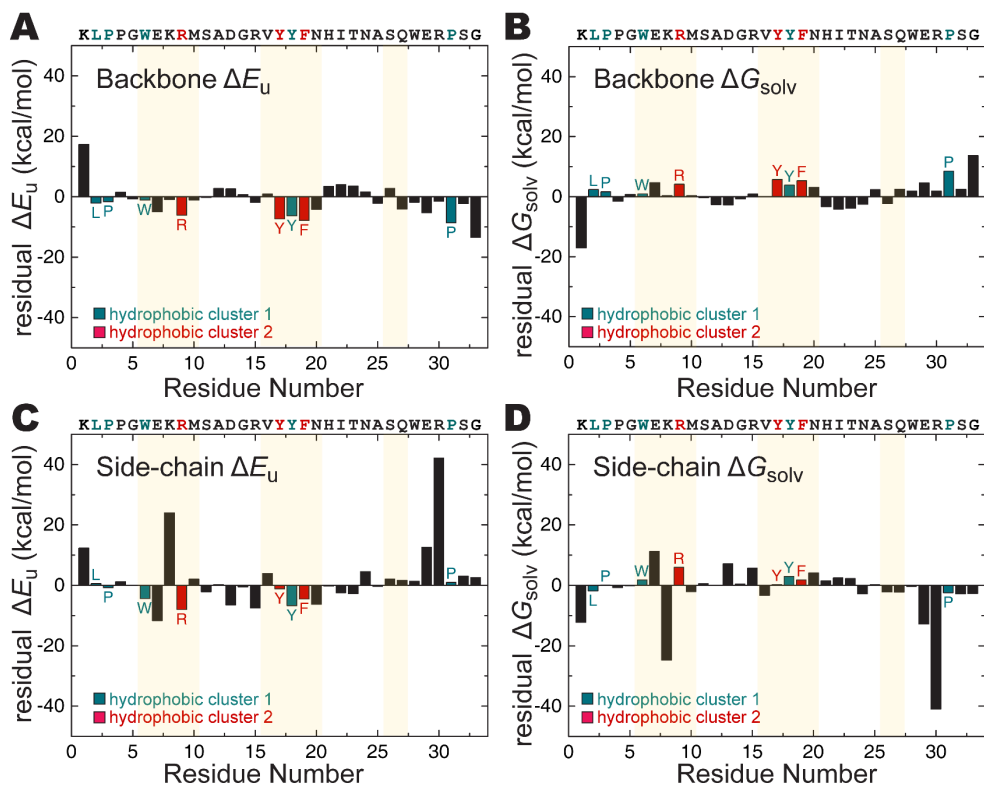 A
KLPPGWEKRMSADGRVYYFNHITNASQWERPSG
Backbone ΔEu
residual ΔEu (kcal/mol)
40
20
0
-20
-40
L P W R Y Y F P
hydrophobic cluster 1
hydrophobic cluster 2
0 5 10 15 20 25 30
Residue Number
B
KLPPGWEKRMSADGRVYYFNHITNASQWERPSG
Backbone ΔGsolv
residual ΔGsolv (kcal/mol)
40
20
0
-20
-40
L P W R Y Y F P
hydrophobic cluster 1
hydrophobic cluster 2
0 5 10 15 20 25 30
Residue Number
C
KLPPGWEKRMSADGRVYYFNHITNASQWERPSG
Side-chain ΔEu
residual ΔEu (kcal/mol)
40
20
0
-20
-40
L P W R Y Y F P
hydrophobic cluster 1
hydrophobic cluster 2
0 5 10 15 20 25 30
Residue Number
D
KLPPGWEKRMSADGRVYYFNHITNASQWERPSG
Side-chain ΔGsolv
residual ΔGsolv (kcal/mol)
40
20
0
-20
-40
L P W R Y Y F P
hydrophobic cluster 1
hydrophobic cluster 2
0 5 10 15 20 25 30
Residue Number